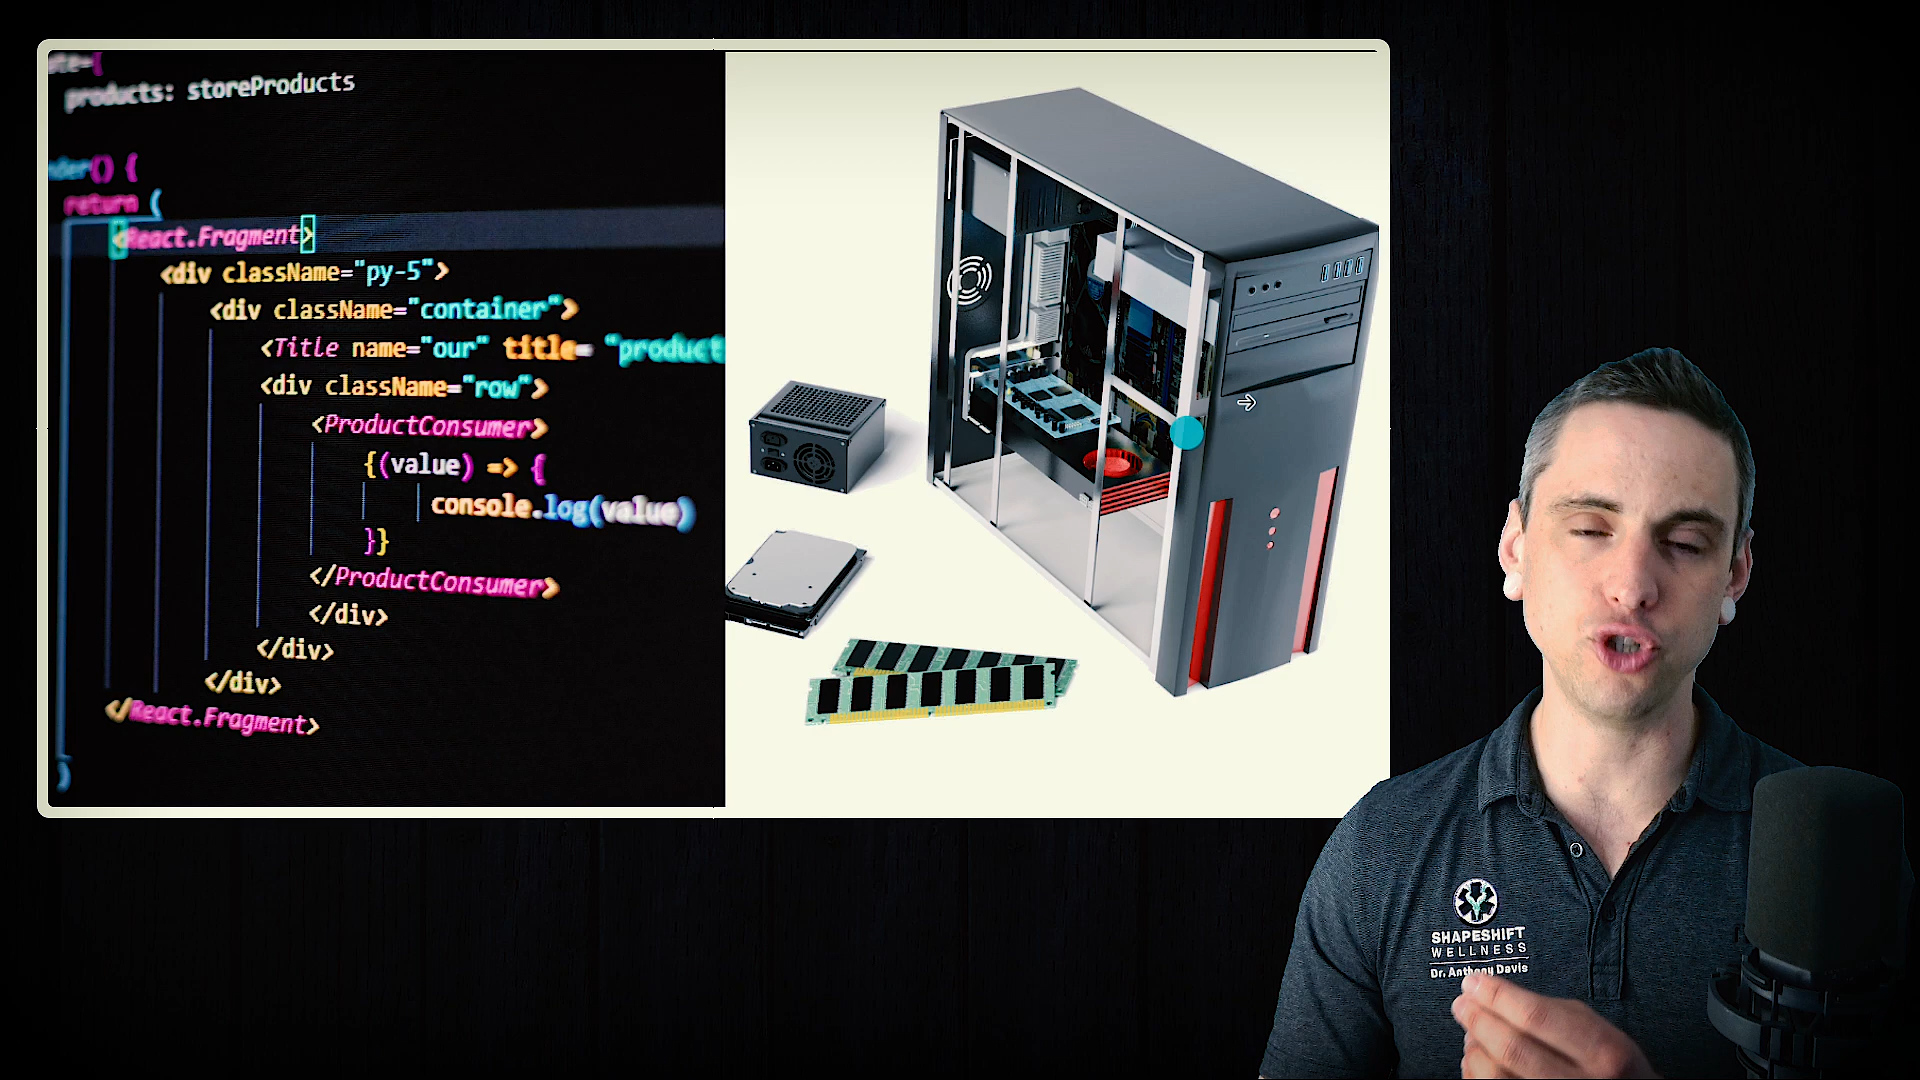 products: storeProducts
() {
return (
<React.Fragment>
<div className="py-5">
<div className="container">
<Title name="our" title= "product
<div className="row">
<ProductConsumer>
{(value) => {
console.log(value)
}}
</ProductConsumer>
</div>
</div>
</div>
</React.Fragment>
}
SHAPESHIFT
WELLNESS
Dr. Anthony Davis